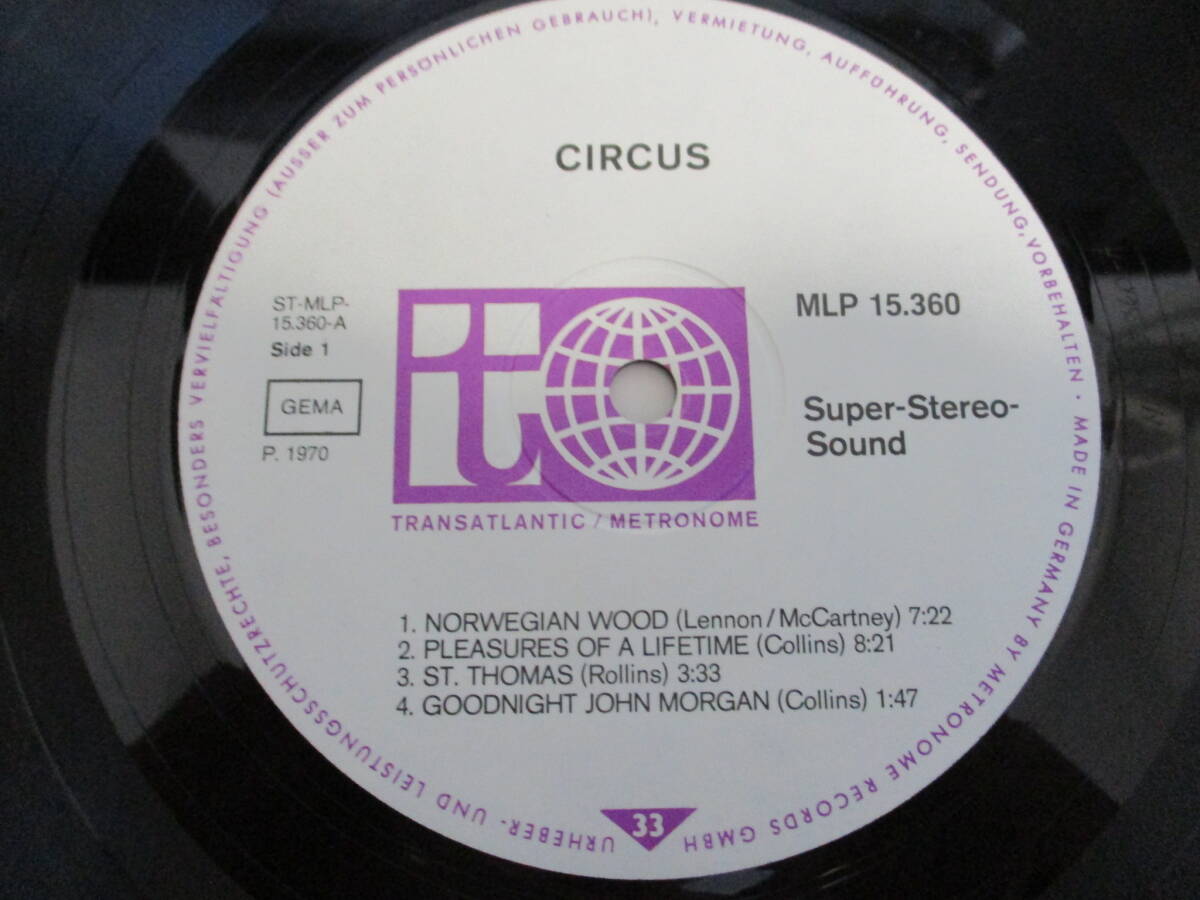 CIRCUS
ST-MLP-
15.360-A
Side 1
GEMA
P. 1970
to
MLP 15.360
Super-Stereo-
Sound
TRANSATLANTIC / METRONOME
1. NORWEGIAN WOOD (Lennon/McCartney) 7:22
2. PLEASURES OF A LIFETIME (Collins) 8:21
3. ST. THOMAS (Rollins) 3:33
4. GOODNIGHT JOHN MORGAN (Collins) 1:47
33
URHEBER- UND LEISTUNGSSCHUTZRECHTE, BESONDERS VERVIELFÄLTIGUNG (AUSSER ZUM PERSÖNLICHEN GEBRAUCH), VERMIETUNG, AUFFÜHRUNG, SENDUNG, VORBEHALTEN · MADE IN GERMANY BY METRONOME RECORDS GMBH